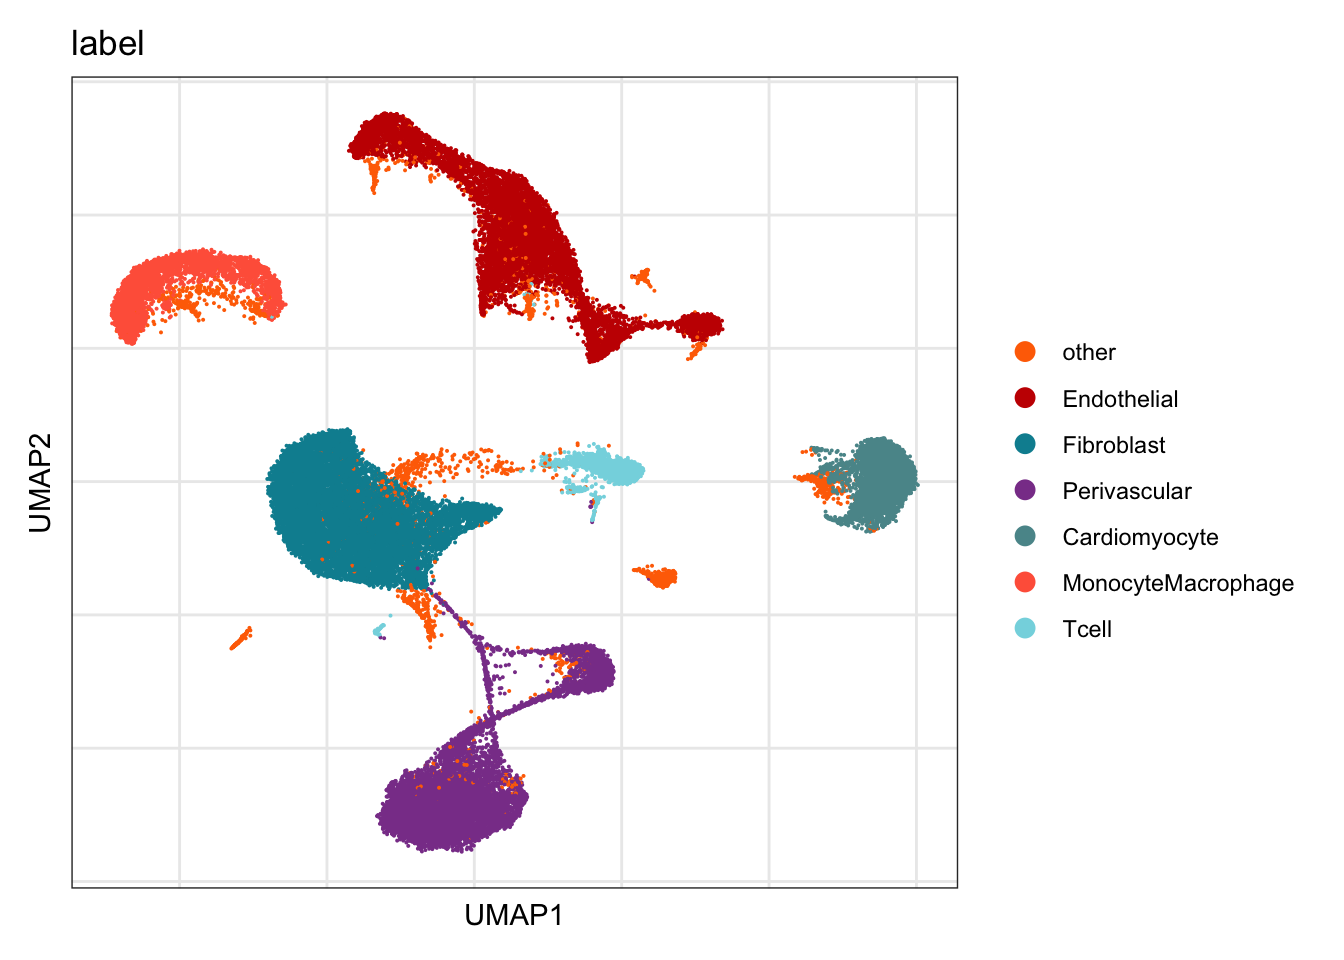 label
UMAP2
UMAP1
other
Endothelial
Fibroblast
Perivascular
Cardiomyocyte
MonocyteMacrophage
Tcell